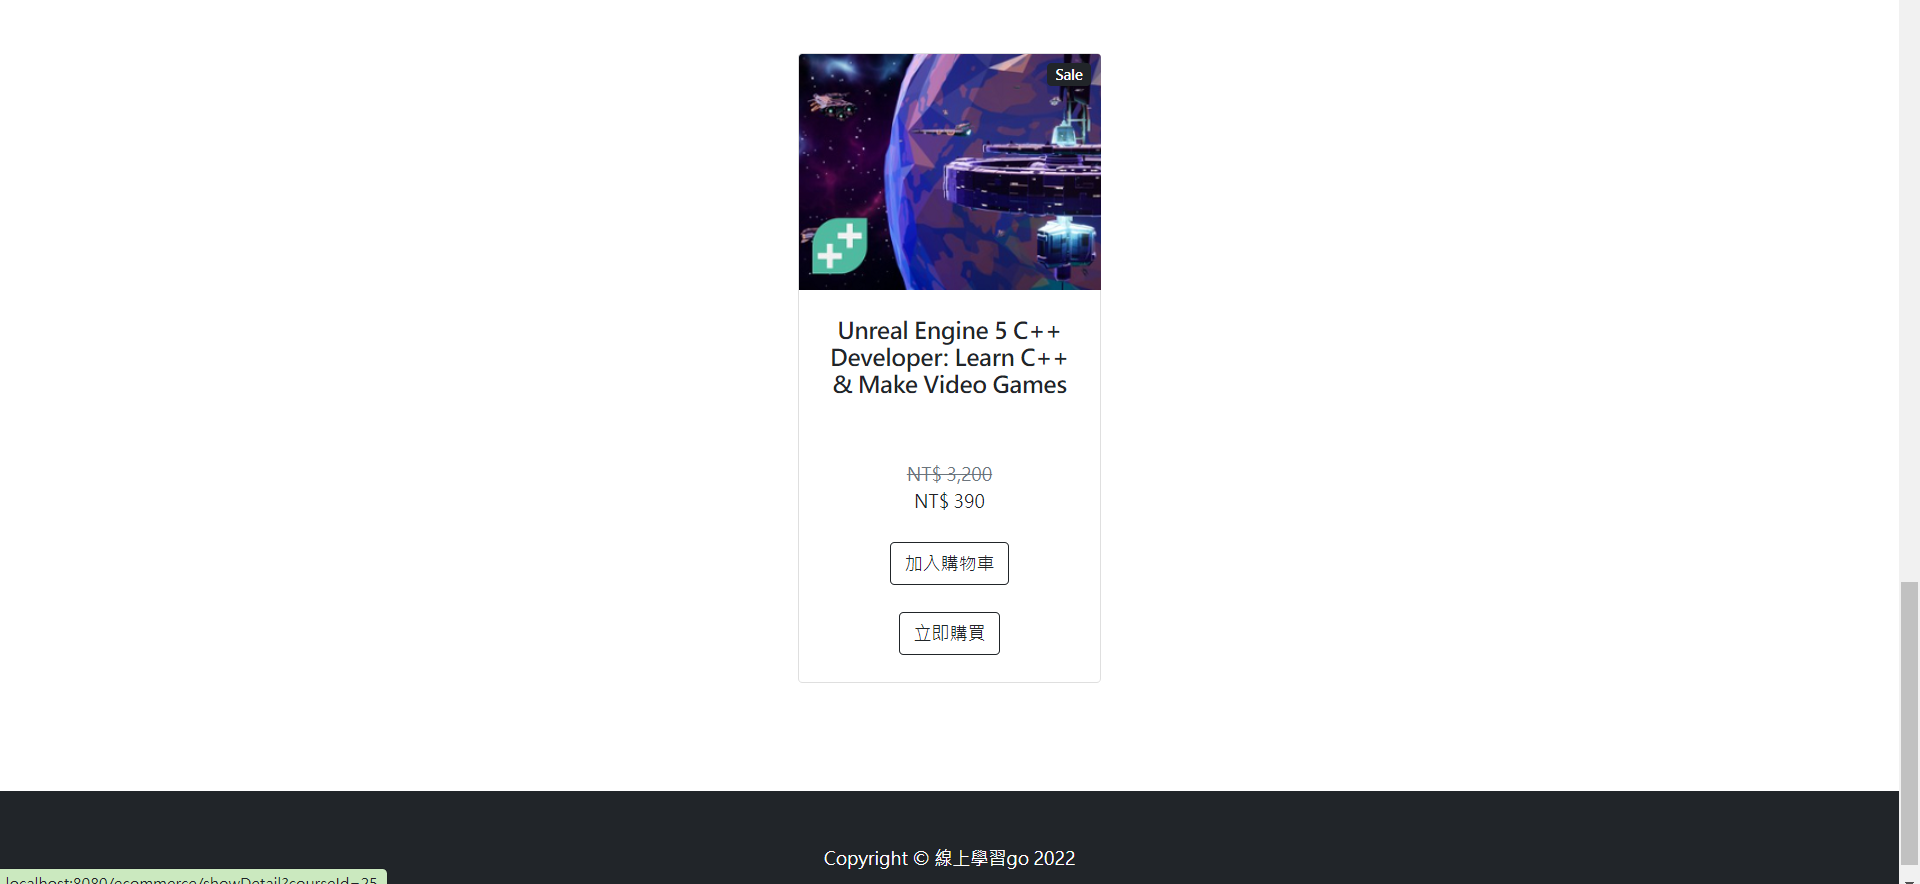 Sale
Unreal Engine 5 C++
Developer: Learn C++
& Make Video Games
NT$ 3,200
NT$ 390
加入購物車
立即購買
Copyright © 線上學習go 2022
localhost:8080/ecommerce/showDetail?courseId=25